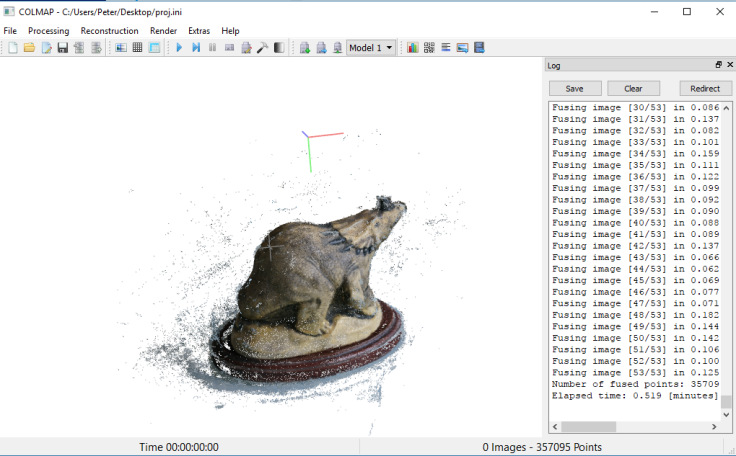 COLMAP - C:/Users/Peter/Desktop/proj.ini
File Processing Reconstruction Render Extras Help
Model 1
Log
Save Clear Redirect
Fusing image [30/53] in 0.086
Fusing image [31/53] in 0.137
Fusing image [32/53] in 0.082
Fusing image [33/53] in 0.101
Fusing image [34/53] in 0.159
Fusing image [35/53] in 0.111
Fusing image [36/53] in 0.122
Fusing image [37/53] in 0.099
Fusing image [38/53] in 0.092
Fusing image [39/53] in 0.090
Fusing image [40/53] in 0.088
Fusing image [41/53] in 0.089
Fusing image [42/53] in 0.137
Fusing image [43/53] in 0.066
Fusing image [44/53] in 0.062
Fusing image [45/53] in 0.069
Fusing image [46/53] in 0.077
Fusing image [47/53] in 0.071
Fusing image [48/53] in 0.182
Fusing image [49/53] in 0.144
Fusing image [50/53] in 0.142
Fusing image [51/53] in 0.106
Fusing image [52/53] in 0.100
Fusing image [53/53] in 0.125
Number of fused points: 35709
Elapsed time: 0.519 [minutes]
Time 00:00:00:00
0 Images - 357095 Points